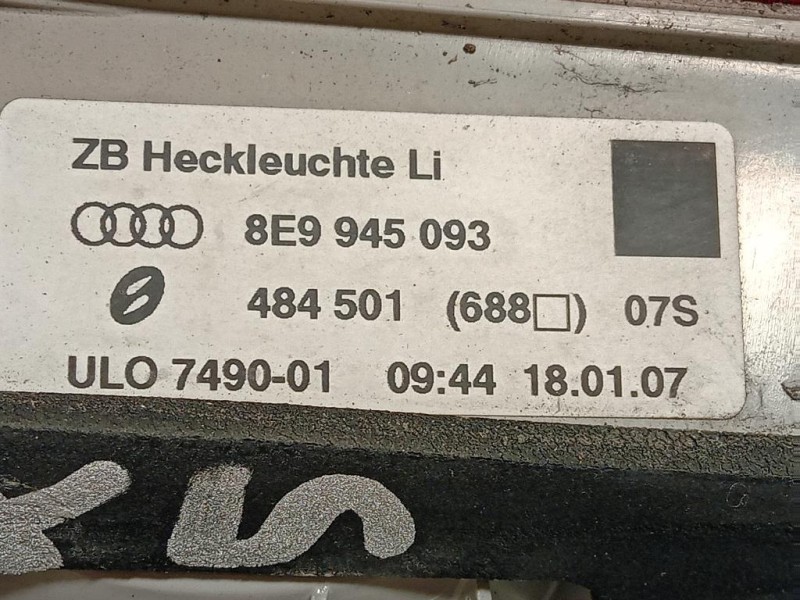 ZB Heckleuchte Li
8E9 945 093
484 501 (688□) 07S
ULO 7490-01 09:44 18.01.07